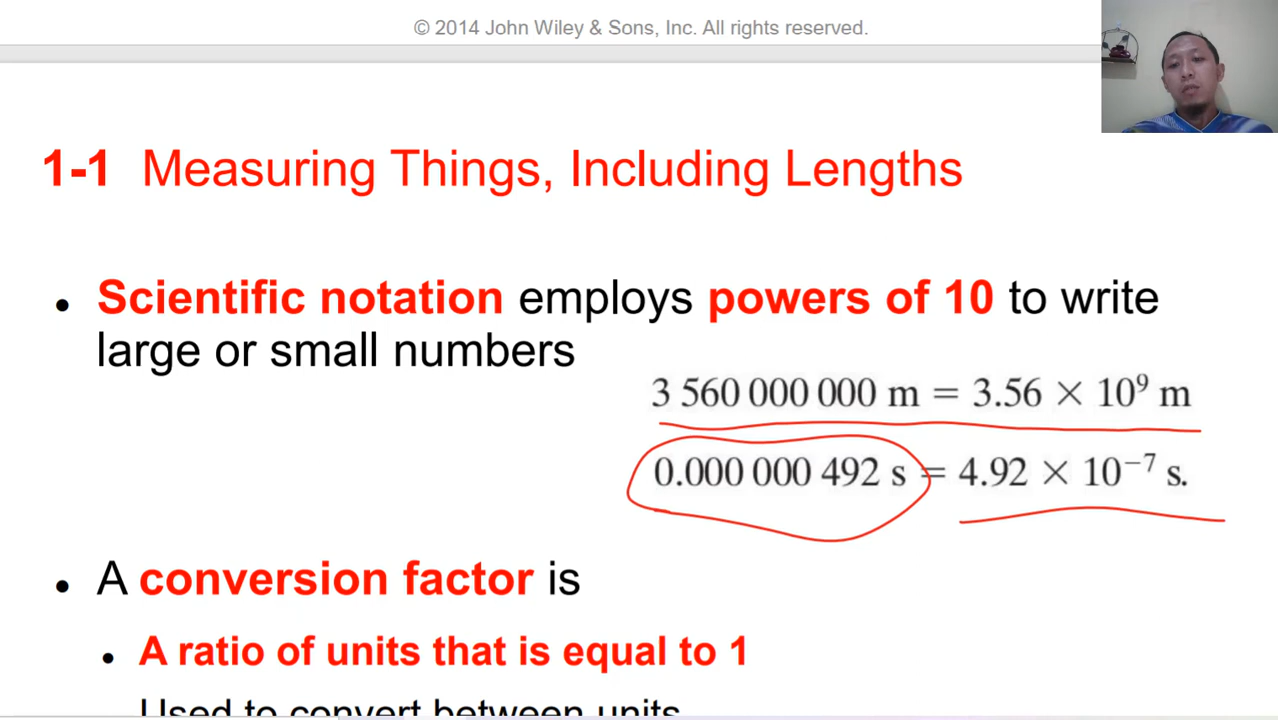 © 2014 John Wiley & Sons, Inc. All rights reserved.
1-1 Measuring Things, Including Lengths
• Scientific notation employs powers of 10 to write
large or small numbers
3 560 000 000 m = 3.56 × 10⁹ m
0.000 000 492 s = 4.92 × 10⁻⁷ s.
• A conversion factor is
• A ratio of units that is equal to 1
Used to convert between units